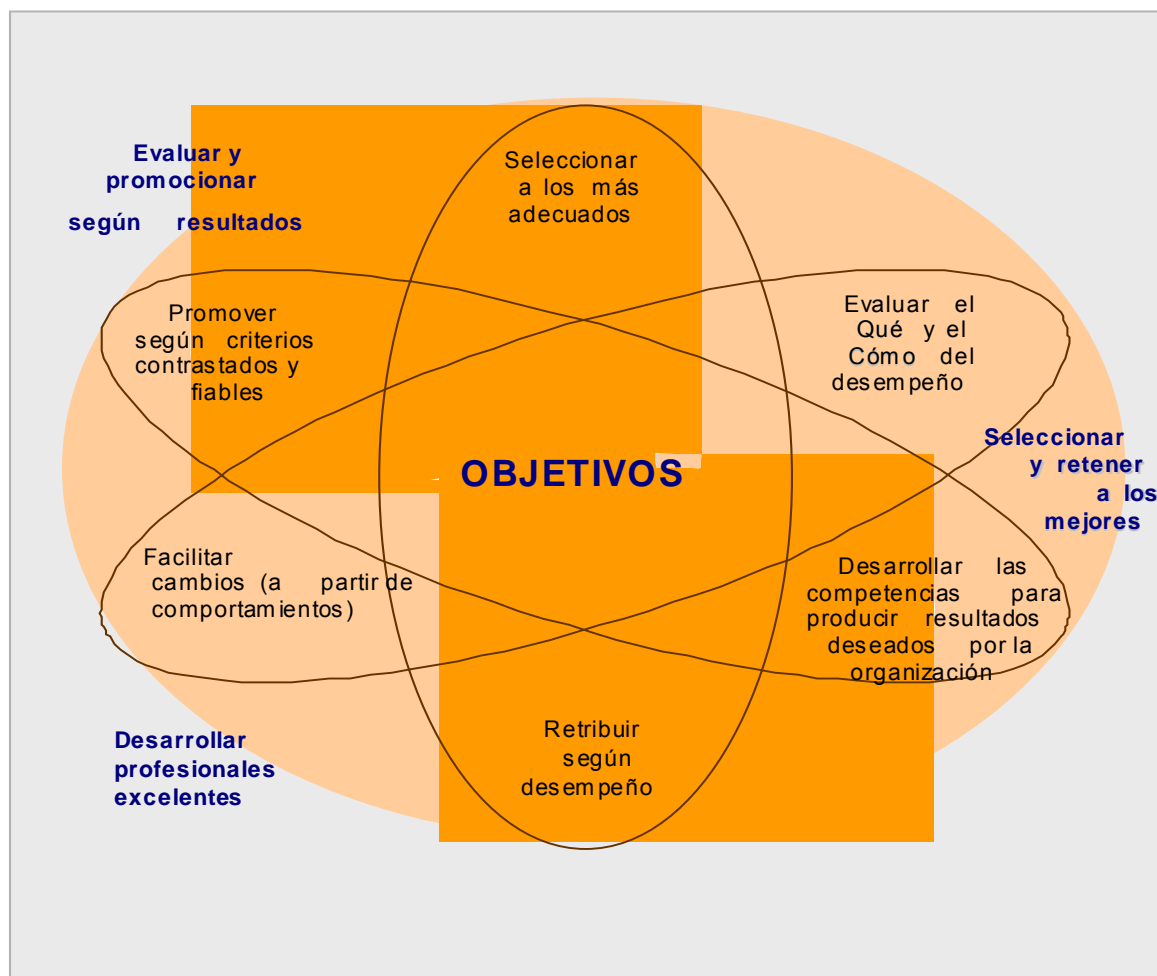 Evaluar y
promocionar
según resultados
Seleccionar
a los más
adecuados
Promover
según criterios
contrastados y
fiables
Evaluar el
Qué y el
Cómo del
desempeño
Seleccionar
y retener
a los
mejores
OBJETIVOS
Facilitar
cambios (a partir de
comportamientos)
Desarrollar las
competencias para
producir resultados
deseados por la
organización
Retribuir
según
desempeño
Desarrollar
profesionales
excelentes